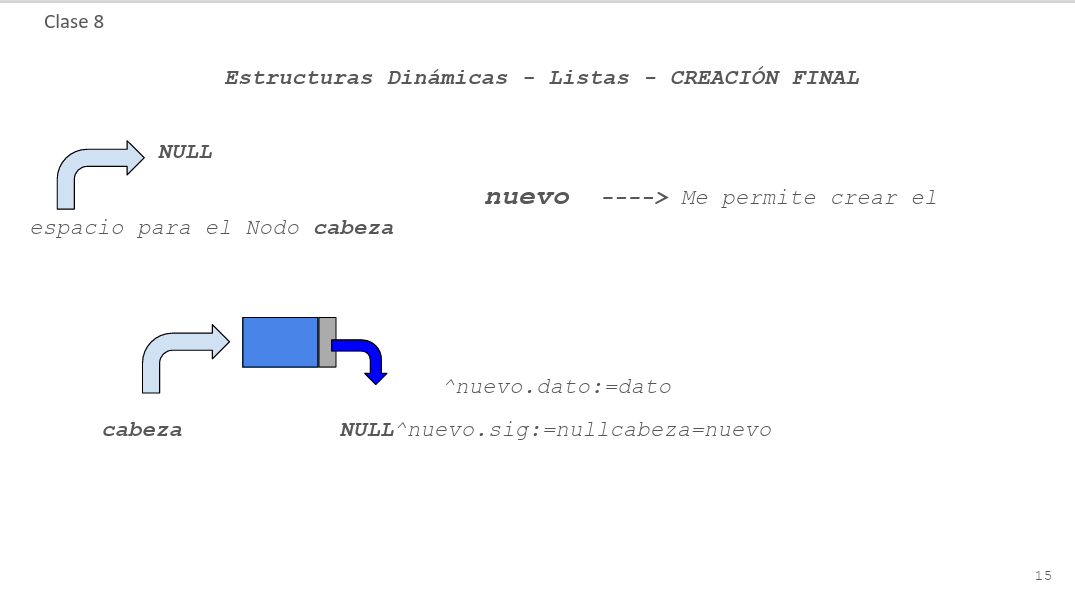 Clase 8
Estructuras Dinámicas - Listas - CREACIÓN FINAL
NULL
nuevo ----> Me permite crear el
espacio para el Nodo cabeza
^nuevo.dato:=dato
cabeza NULL^nuevo.sig:=nullcabeza=nuevo
15